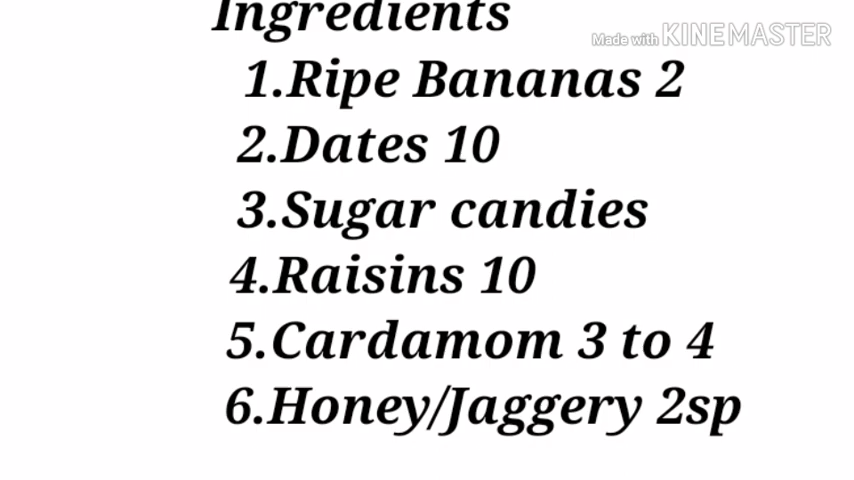 Ingredients
Made with KINEMASTER
1.Ripe Bananas 2
2.Dates 10
3.Sugar candies
4.Raisins 10
5.Cardamom 3 to 4
6.Honey/Jaggery 2sp